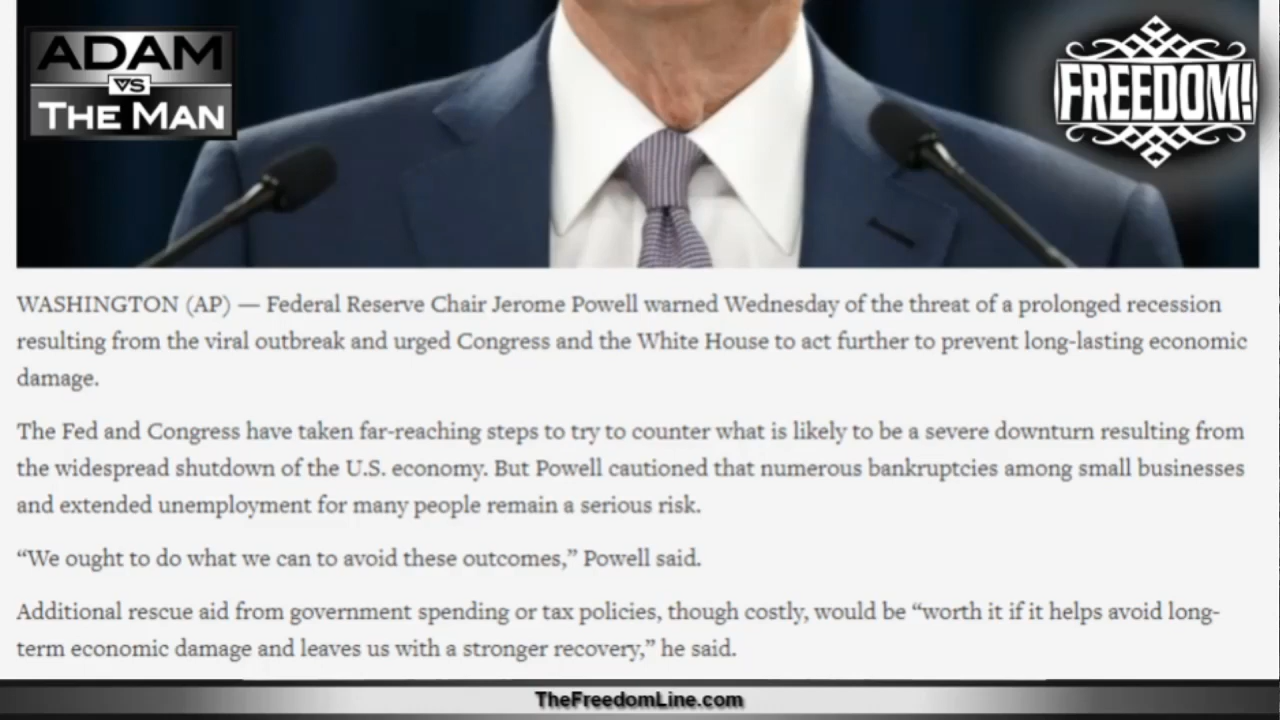 ADAM
VS
THE MAN
FREEDOM!
WASHINGTON (AP) — Federal Reserve Chair Jerome Powell warned Wednesday of the threat of a prolonged recession
resulting from the viral outbreak and urged Congress and the White House to act further to prevent long-lasting economic
damage.
The Fed and Congress have taken far-reaching steps to try to counter what is likely to be a severe downturn resulting from
the widespread shutdown of the U.S. economy. But Powell cautioned that numerous bankruptcies among small businesses
and extended unemployment for many people remain a serious risk.
“We ought to do what we can to avoid these outcomes,” Powell said.
Additional rescue aid from government spending or tax policies, though costly, would be “worth it if it helps avoid long-
term economic damage and leaves us with a stronger recovery,” he said.
TheFreedomLine.com